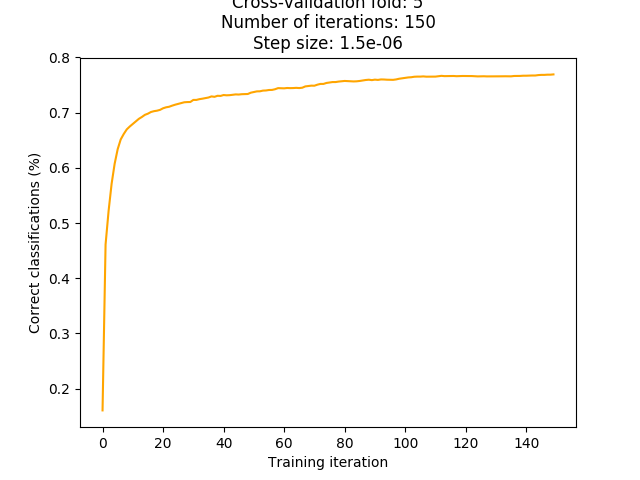 Cross-validation fold: 5
Number of iterations: 150
Step size: 1.5e-06
0.8
0.7
0.6
0.5
0.4
0.3
0.2
Correct classifications (%)
0 20 40 60 80 100 120 140
Training iteration